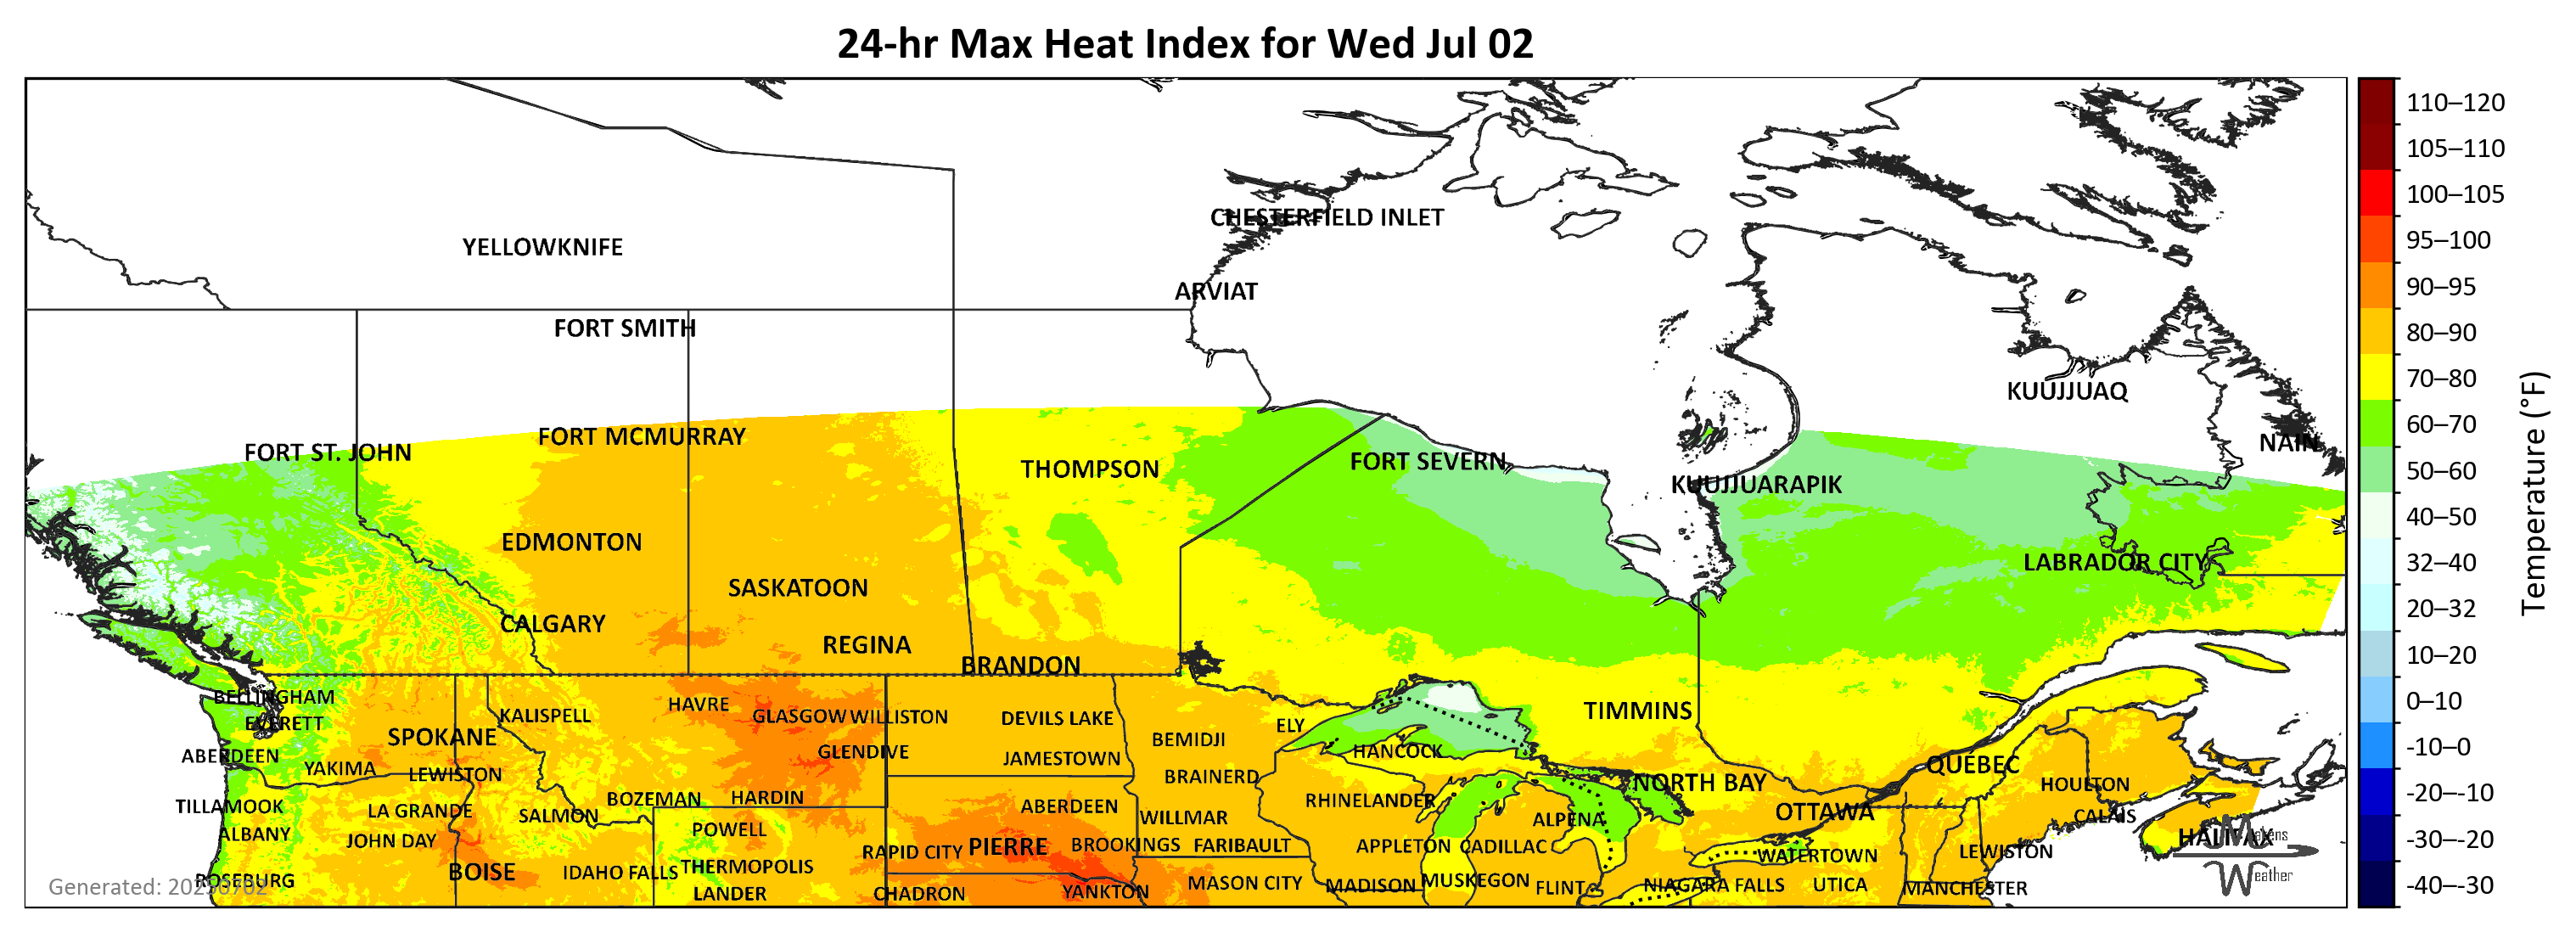 24-hr Max Heat Index for Wed Jul 02
110–120
105–110
100–105
95–100
90–95
80–90
70–80
60–70
50–60
40–50
32–40
20–32
10–20
0–10
-10–0
-20–-10
-30–-20
-40–-30
Temperature (°F)
CHESTERFIELD INLET
YELLOWKNIFE
ARVIAT
FORT SMITH
KUUJJUAQ
FORT MCMURRAY
NAIN
FORT ST. JOHN
FORT SEVERN
THOMPSON
KUUJJUARAPIK
EDMONTON
LABRADOR CITY
SASKATOON
CALGARY
REGINA
BRANDON
BELLINGHAM
HAVRE
TIMMINS
KALISPELL
GLASGOW
WILLISTON
DEVILS LAKE
EVERETT
ELY
SPOKANE
BEMIDJI
HANCOCK
GLENDIVE
ABERDEEN
JAMESTOWN
QUEBEC
YAKIMA
LEWISTON
BRAINERD
NORTH BAY
HOULTON
BOZEMAN
HARDIN
RHINELANDER
TILLAMOOK
ABERDEEN
LA GRANDE
OTTAWA
SALMON
WILLMAR
CALAIS
ALPENA
POWELL
ALBANY
HALIFAX
Makens
JOHN DAY
PIERRE
BROOKINGS
FARIBAULT
APPLETON
CADILLAC
RAPID CITY
LEWISTON
WATERTOWN
THERMOPOLIS
BOISE
IDAHO FALLS
Weather
ROSEBURG
MUSKEGON
MASON CITY
MADISON
NIAGARA FALLS
UTICA
Generated: 20250702
FLINT
MANCHESTER
YANKTON
LANDER
CHADRON